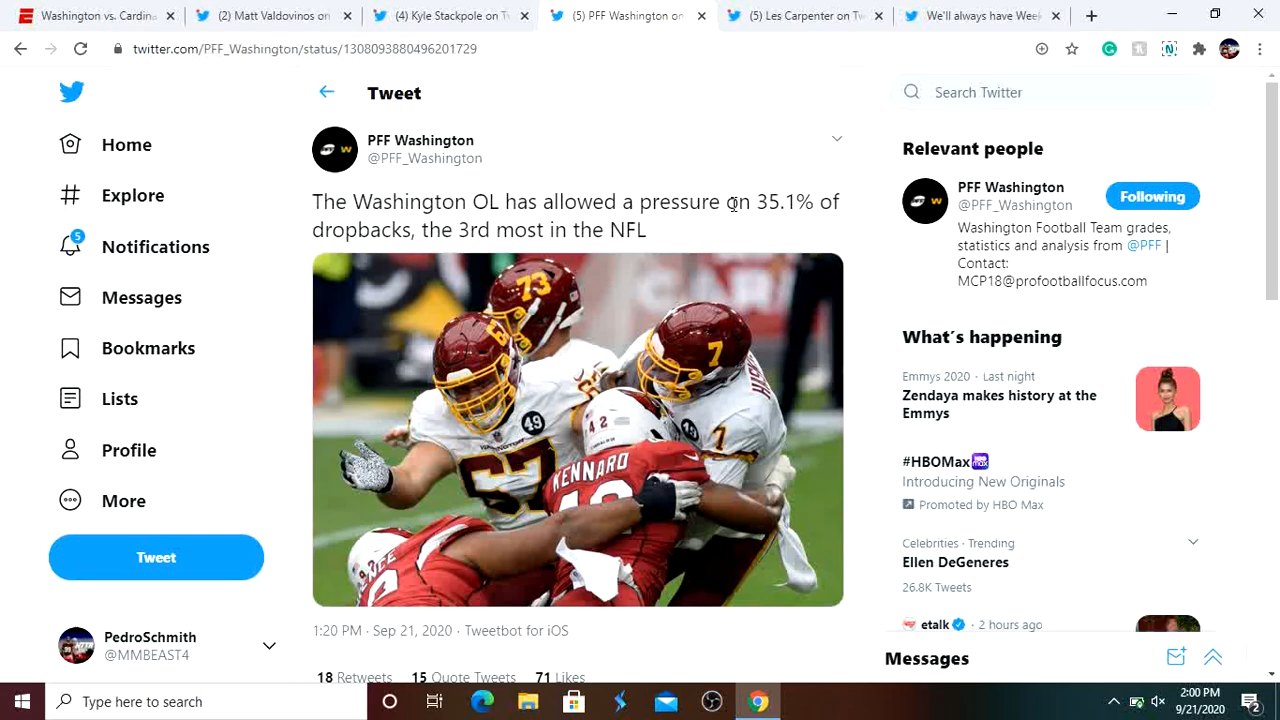 Washington vs. Cardina
(2) Matt Valdovinos on
(4) Kyle Stackpole on Tw
(5) PFF Washington on
(5) Les Carpenter on Tw
We'll always have Week
twitter.com/PFF_Washington/status/1308093880496201729
Home
Explore
5
Notifications
Messages
Bookmarks
Lists
Profile
More
Tweet
PedroSchmith
@MMBEAST4
Tweet
PFF Washington
@PFF_Washington
The Washington OL has allowed a pressure on 35.1% of
dropbacks, the 3rd most in the NFL
73
7
49
WASHINGTON
67
42
KENNARD
7
1:20 PM · Sep 21, 2020 · Tweetbot for iOS
18 Retweets 15 Quote Tweets 71 Likes
Search Twitter
Relevant people
PFF Washington
@PFF_Washington
Following
Washington Football Team grades,
statistics and analysis from @PFF |
Contact:
MCP18@profootballfocus.com
What's happening
Emmys 2020 · Last night
Zendaya makes history at the
Emmys
#HBOMax
Introducing New Originals
Promoted by HBO Max
Celebrities · Trending
Ellen DeGeneres
26.8K Tweets
etalk · 2 hours ago
Messages
Type here to search
2:00 PM
9/21/2020
2